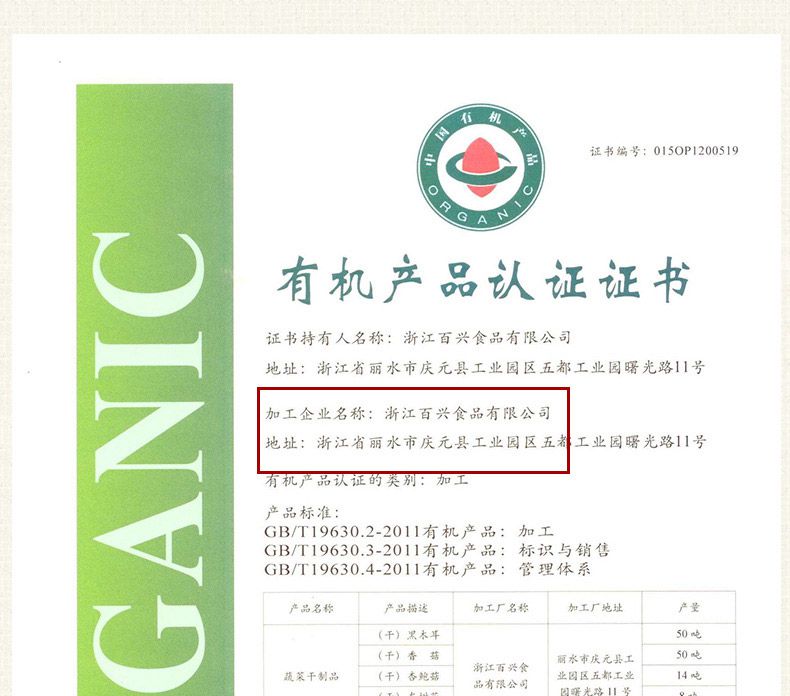 中国有机产品
ORGANIC
证书编号：015OP1200519
GANIC
有机产品认证证书
证书持有人名称：浙江百兴食品有限公司
地址：浙江省丽水市庆元县工业园区五都工业园曙光路11号
加工企业名称：浙江百兴食品有限公司
地址：浙江省丽水市庆元县工业园区五都工业园曙光路11号
有机产品认证的类别：加工
产品标准：
GB/T19630.2-2011有机产品：加工
GB/T19630.3-2011有机产品：标识与销售
GB/T19630.4-2011有机产品：管理体系
产品名称 产品描述 加工厂名称 加工厂地址 产量
（干）黑木耳 50 吨
（干）香菇 50 吨
蔬菜干制品 （干）杏鲍菇 14 吨
浙江百兴食
品有限公司
丽水市庆元县工
业园区五都工业
园曙光路 11 号